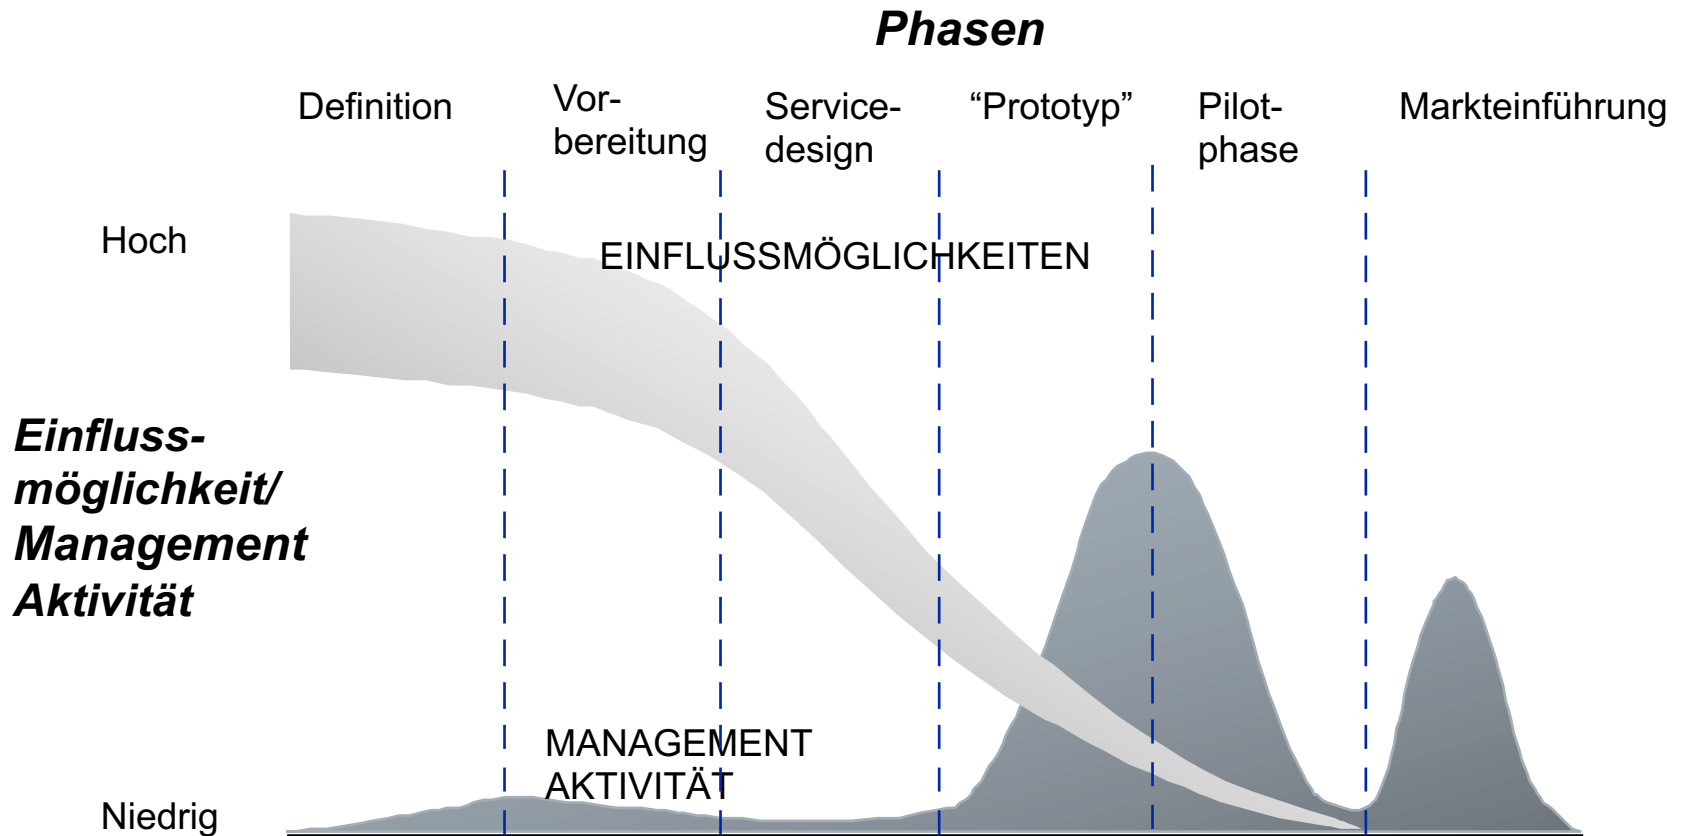 Phasen
Definition
Vor-
bereitung
Service-
design
“Prototyp”
Pilot-
phase
Markteinführung
Hoch
EINFLUSSMÖGLICHKEITEN
Einfluss-
möglichkeit/
Management
Aktivität
MANAGEMENT
AKTIVITÄT
Niedrig